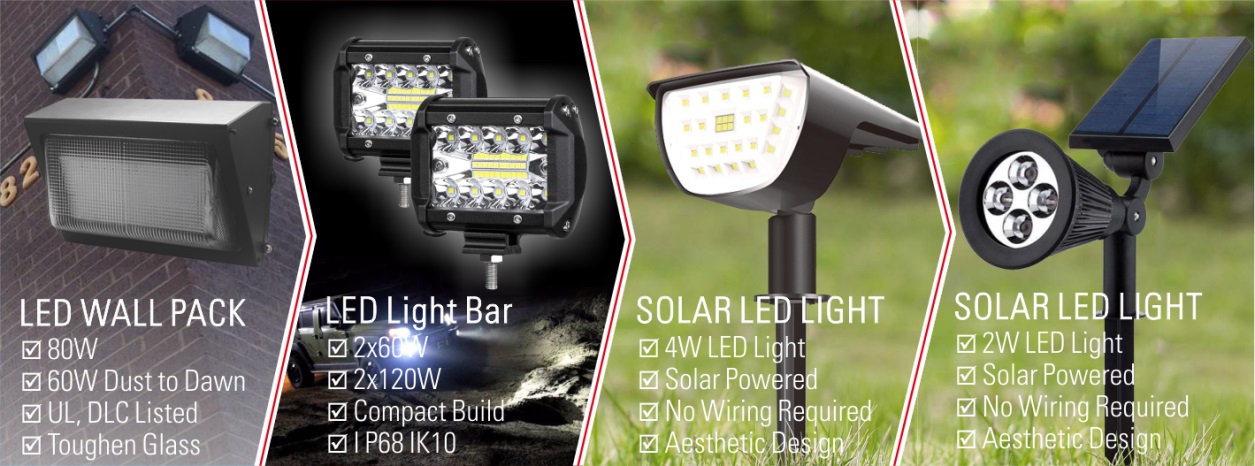 82
LED WALL PACK
☑ 80W
☑ 60W Dust to Dawn
☑ UL, DLC Listed
☑ Toughen Glass
LED Light Bar
☑ 2x60W
☑ 2x120W
☑ Compact Build
☑ IP68 IK10
SOLAR LED LIGHT
☑ 4W LED Light
☑ Solar Powered
☑ No Wiring Required
☑ Aesthetic Design
SOLAR LED LIGHT
☑ 2W LED Light
☑ Solar Powered
☑ No Wiring Required
☑ Aesthetic Design